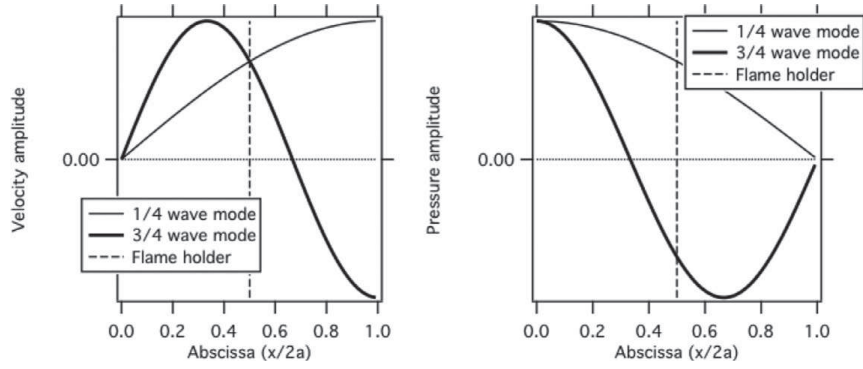 Velocity amplitude
0.00
1/4 wave mode
3/4 wave mode
Flame holder
0.0 0.2 0.4 0.6 0.8 1.0
Abscissa (x/2a)
Pressure amplitude
1/4 wave mode
3/4 wave mode
Flame holder
0.00
0.0 0.2 0.4 0.6 0.8 1.0
Abscissa (x/2a)